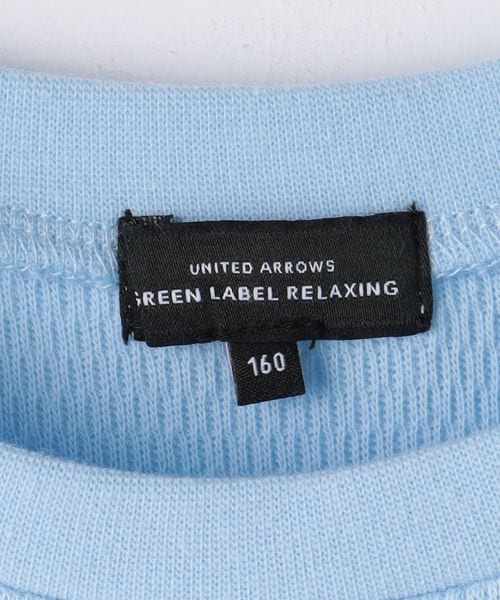 UNITED ARROWS
GREEN LABEL RELAXING
160